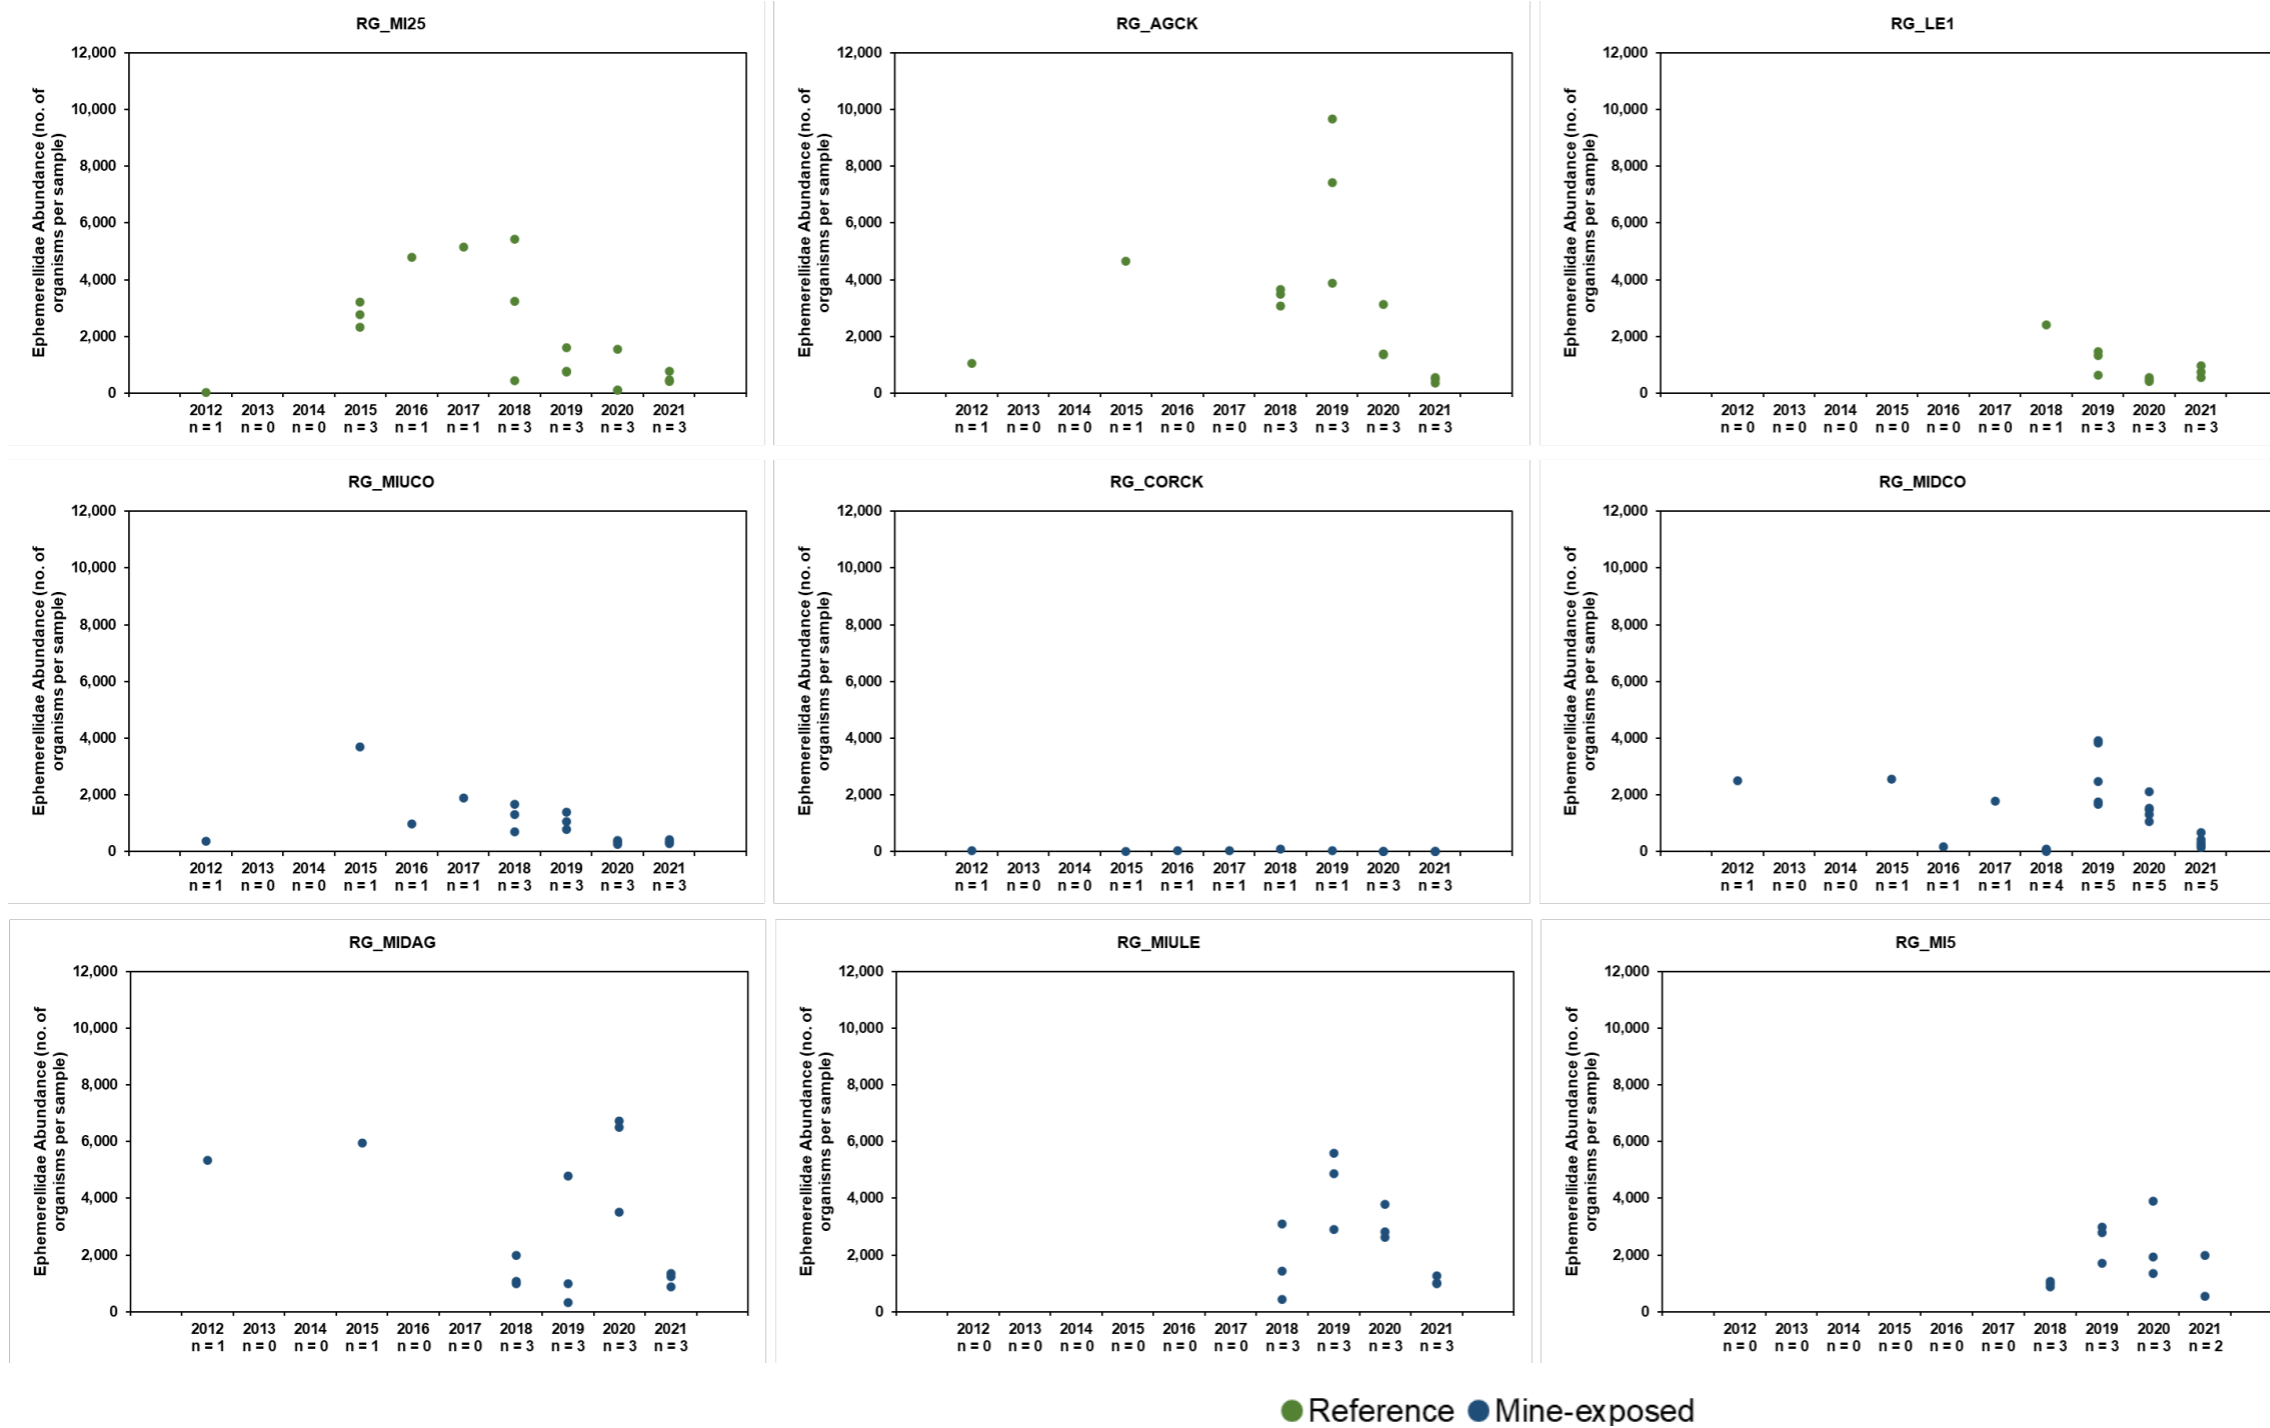 RG_MI25
Ephemerellidae Abundance (no. of
organisms per sample)
12,000
10,000
8,000
6,000
4,000
2,000
0
2012 2013 2014 2015 2016 2017 2018 2019 2020 2021
n = 1 n = 0 n = 0 n = 3 n = 1 n = 1 n = 3 n = 3 n = 3 n = 3
RG_AGCK
Ephemerellidae Abundance (no. of
organisms per sample)
12,000
10,000
8,000
6,000
4,000
2,000
0
2012 2013 2014 2015 2016 2017 2018 2019 2020 2021
n = 1 n = 0 n = 0 n = 1 n = 0 n = 0 n = 3 n = 3 n = 3 n = 3
RG_LE1
Ephemerellidae Abundance (no. of
organisms per sample)
12,000
10,000
8,000
6,000
4,000
2,000
0
2012 2013 2014 2015 2016 2017 2018 2019 2020 2021
n = 0 n = 0 n = 0 n = 0 n = 0 n = 0 n = 1 n = 3 n = 3 n = 3
RG_MIUCO
Ephemerellidae Abundance (no. of
organisms per sample)
12,000
10,000
8,000
6,000
4,000
2,000
0
2012 2013 2014 2015 2016 2017 2018 2019 2020 2021
n = 1 n = 0 n = 0 n = 1 n = 1 n = 1 n = 3 n = 3 n = 3 n = 3
RG_CORCK
Ephemerellidae Abundance (no. of
organisms per sample)
12,000
10,000
8,000
6,000
4,000
2,000
0
2012 2013 2014 2015 2016 2017 2018 2019 2020 2021
n = 1 n = 0 n = 0 n = 1 n = 1 n = 1 n = 1 n = 1 n = 3 n = 3
RG_MIDCO
Ephemerellidae Abundance (no. of
organisms per sample)
12,000
10,000
8,000
6,000
4,000
2,000
0
2012 2013 2014 2015 2016 2017 2018 2019 2020 2021
n = 1 n = 0 n = 0 n = 1 n = 1 n = 1 n = 4 n = 5 n = 5 n = 5
RG_MIDAG
Ephemerellidae Abundance (no. of
organisms per sample)
12,000
10,000
8,000
6,000
4,000
2,000
0
2012 2013 2014 2015 2016 2017 2018 2019 2020 2021
n = 1 n = 0 n = 0 n = 1 n = 0 n = 0 n = 3 n = 3 n = 3 n = 3
RG_MIULE
Ephemerellidae Abundance (no. of
organisms per sample)
12,000
10,000
8,000
6,000
4,000
2,000
0
2012 2013 2014 2015 2016 2017 2018 2019 2020 2021
n = 0 n = 0 n = 0 n = 0 n = 0 n = 0 n = 3 n = 3 n = 3 n = 3
RG_MI5
Ephemerellidae Abundance (no. of
organisms per sample)
12,000
10,000
8,000
6,000
4,000
2,000
0
2012 2013 2014 2015 2016 2017 2018 2019 2020 2021
n = 0 n = 0 n = 0 n = 0 n = 0 n = 0 n = 3 n = 3 n = 3 n = 2
Reference Mine-exposed